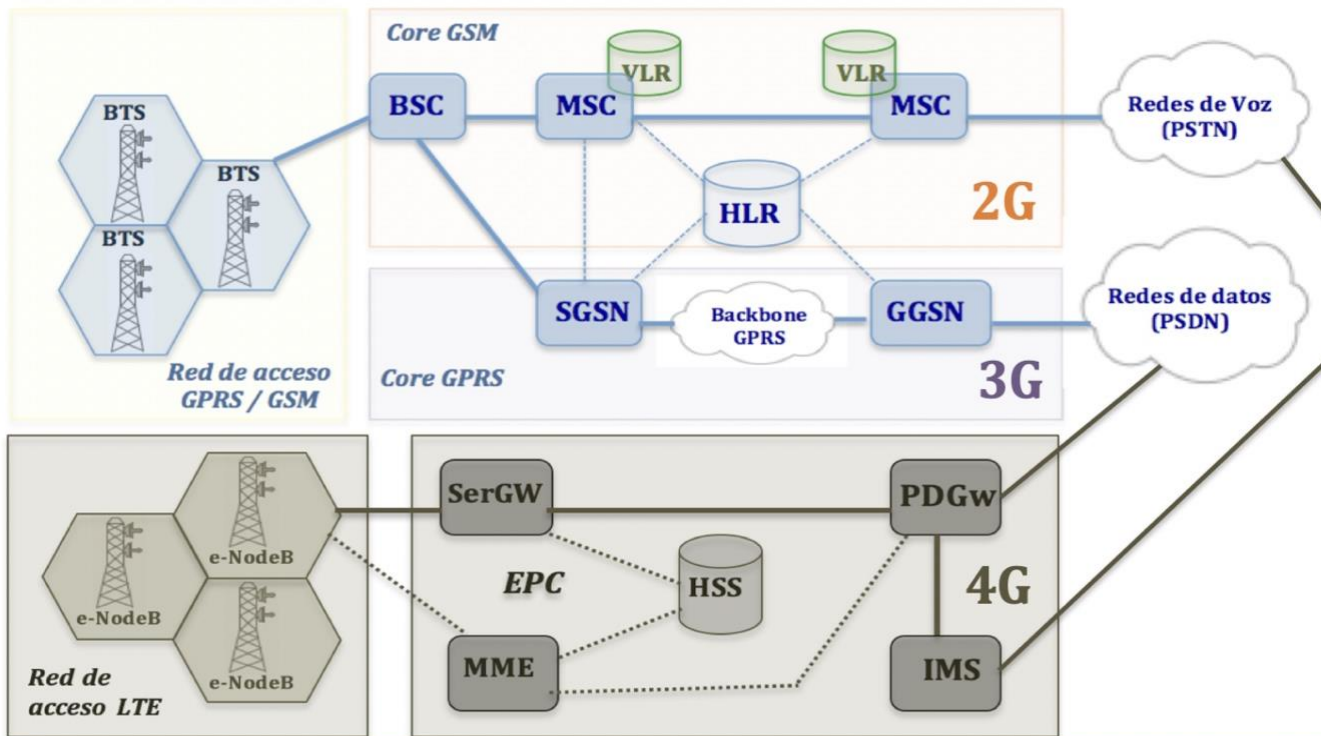 Core GSM
VLR
VLR
BSC
MSC
MSC
Redes de Voz
(PSTN)
BTS
BTS
BTS
HLR
2G
Red de acceso
GPRS / GSM
SGSN
Backbone
GPRS
GGSN
Redes de datos
(PSDN)
Core GPRS
3G
SerGW
PDGw
e-NodeB
e-NodeB
e-NodeB
EPC
HSS
4G
MME
IMS
Red de
acceso LTE